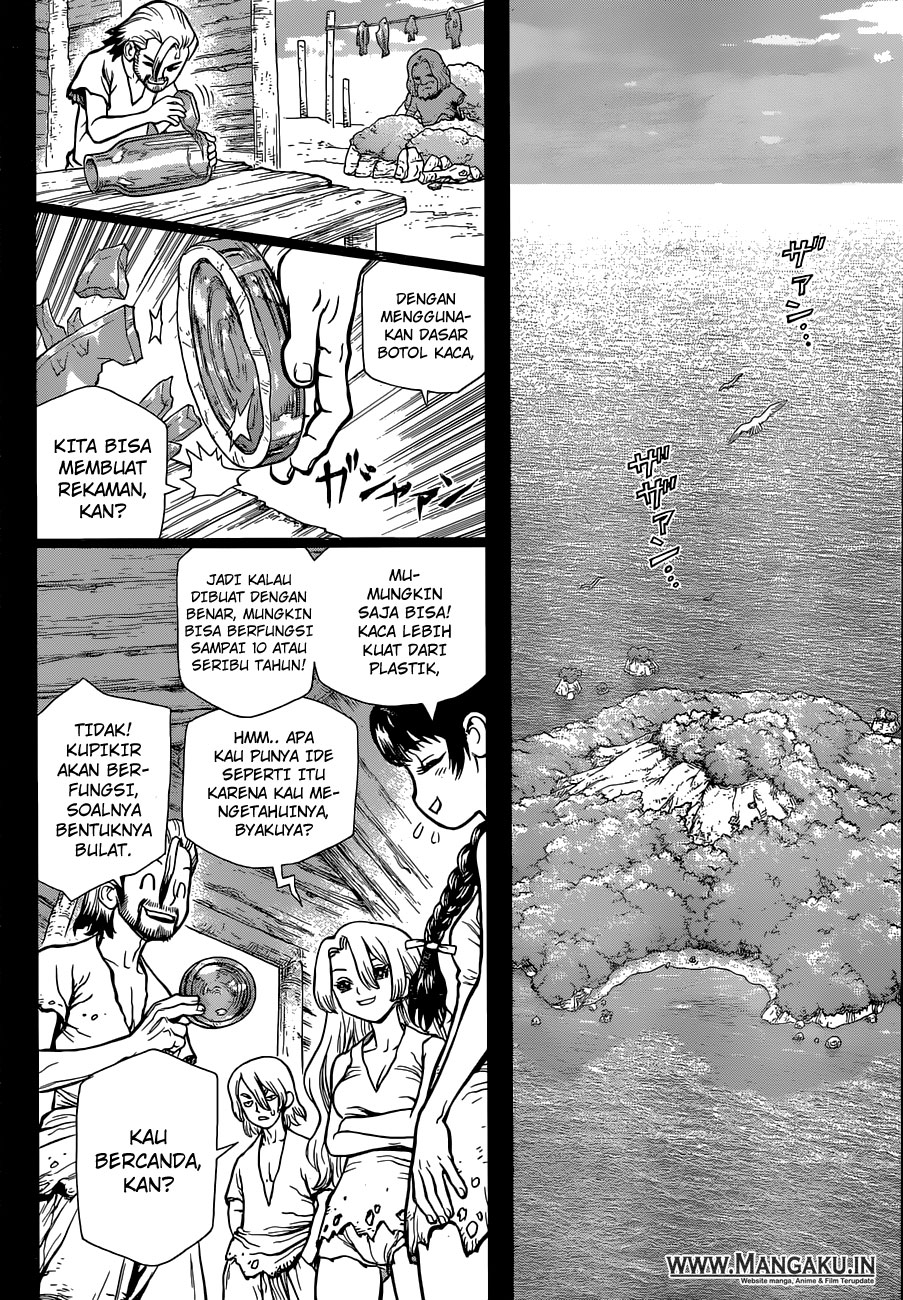 ザ
ァ
ン
…
ザ
ザ
ァ
ン
…
DENGAN
MENGGUNA-
KAN DASAR
BOTOL KACA,
KITA BISA
MEMBUAT
REKAMAN,
KAN?
ガシャァン
MU-
MUNGKIN
SAJA BISA!
KACA LEBIH
KUAT DARI
PLASTIK,
JADI KALAU
DIBUAT DENGAN
BENAR, MUNGKIN
BISA BERFUNGSI
SAMPAI 10 ATAU
SERIBU TAHUN!
HMM.. APA
KAU PUNYA IDE
SEPERTI ITU
KARENA KAU ME-
NGETAHUINYA,
BYAKUYA?
TIDAK!
KUPIKIR
AKAN BER-
FUNGSI,
SOALNYA
BENTUKNYA
BULAT.
KAU
BERCANDA,
KAN?
WWW.MANGAKU.IN
Website manga, Anime & Film Terupdate